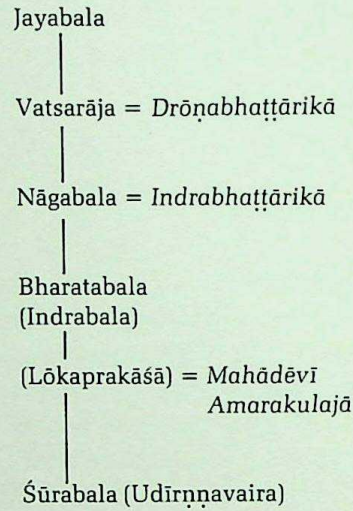 Jayabala
Vatsarāja = Drōṇabhaṭṭārikā
Nāgabala = Indrabhaṭṭārikā
Bharatabala
(Indrabala)
(Lōkaprakāśā) = Mahādēvī
Amarakulajā
Śūrabala (Udīrṇṇavaira)